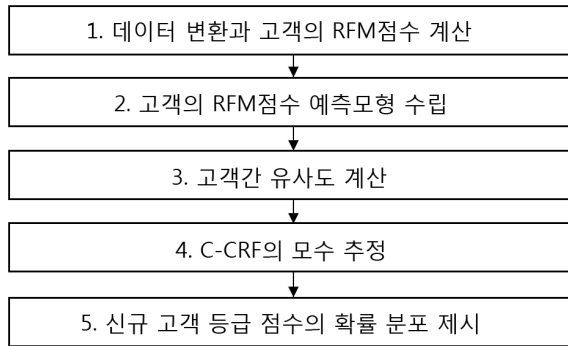 1. 데이터 변환과 고객의 RFM점수 계산
2. 고객의 RFM점수 예측모형 수립
3. 고객간 유사도 계산
4. C-CRF의 모수 추정
5. 신규 고객 등급 점수의 확률 분포 제시